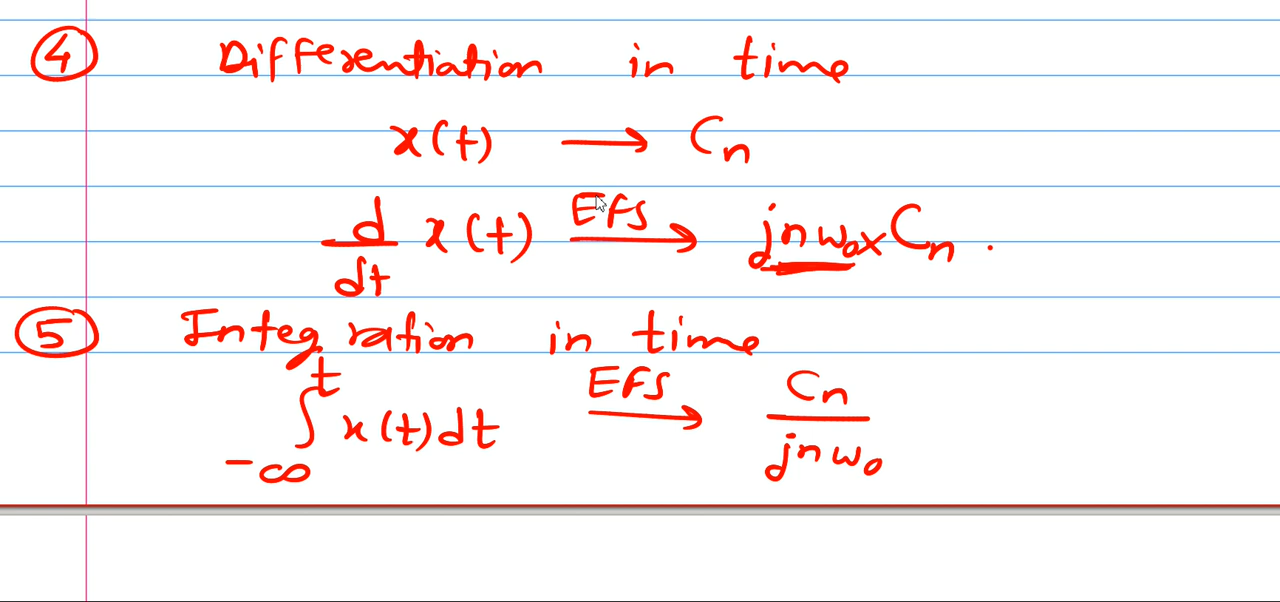 ④ Differentiation in time
x(t) ⟶ Cn
d/dt x(t) EFS⟶ jnω₀× Cn .
⑤ Integration in time
∫_{-∞}^{t} x(t)dt EFS⟶ Cn/jnω₀